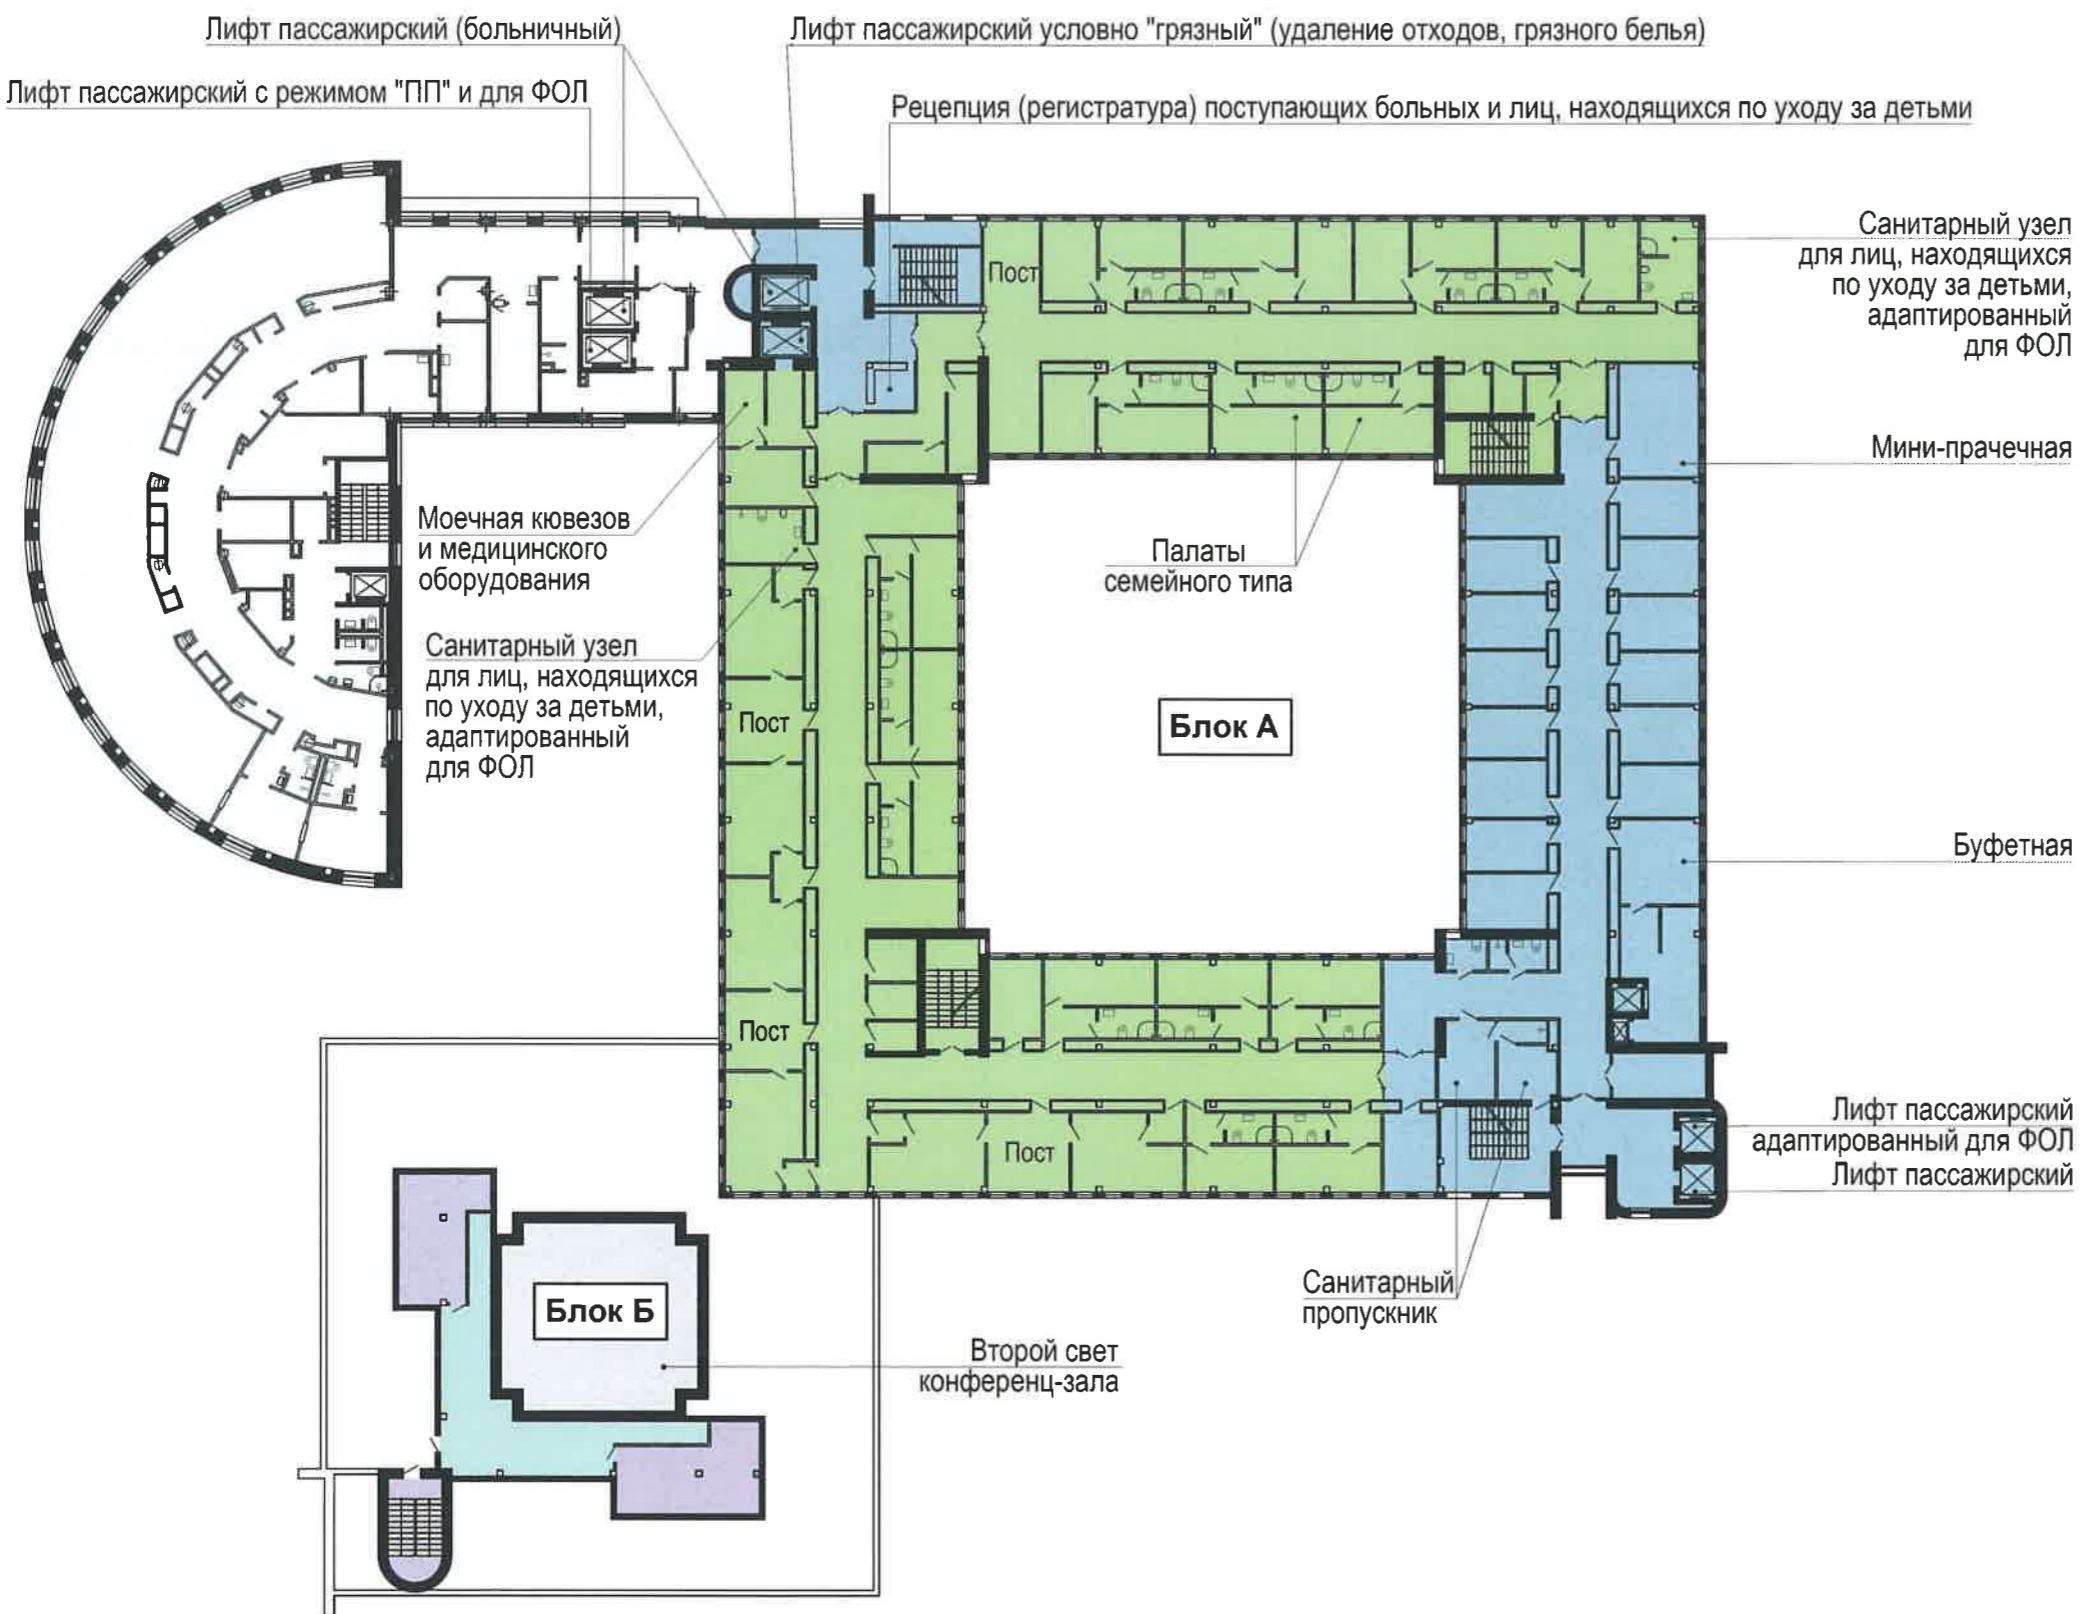 Лифт пассажирский (больничный)
Лифт пассажирский условно "грязный" (удаление отходов, грязного белья)
Лифт пассажирский с режимом "ПП" и для ФОЛ
Рецепция (регистратура) поступающих больных и лиц, находящихся по уходу за детьми
Санитарный узел
для лиц, находящихся
по уходу за детьми,
адаптированный
для ФОЛ
Пост
Мини-прачечная
Моечная кювезов
и медицинского
оборудования
Палаты
семейного типа
Санитарный узел
для лиц, находящихся
по уходу за детьми,
адаптированный
для ФОЛ
Пост
Блок А
Буфетная
Пост
Пост
Лифт пассажирский
адаптированный для ФОЛ
Лифт пассажирский
Санитарный
пропускник
Блок Б
Второй свет
конференц-зала